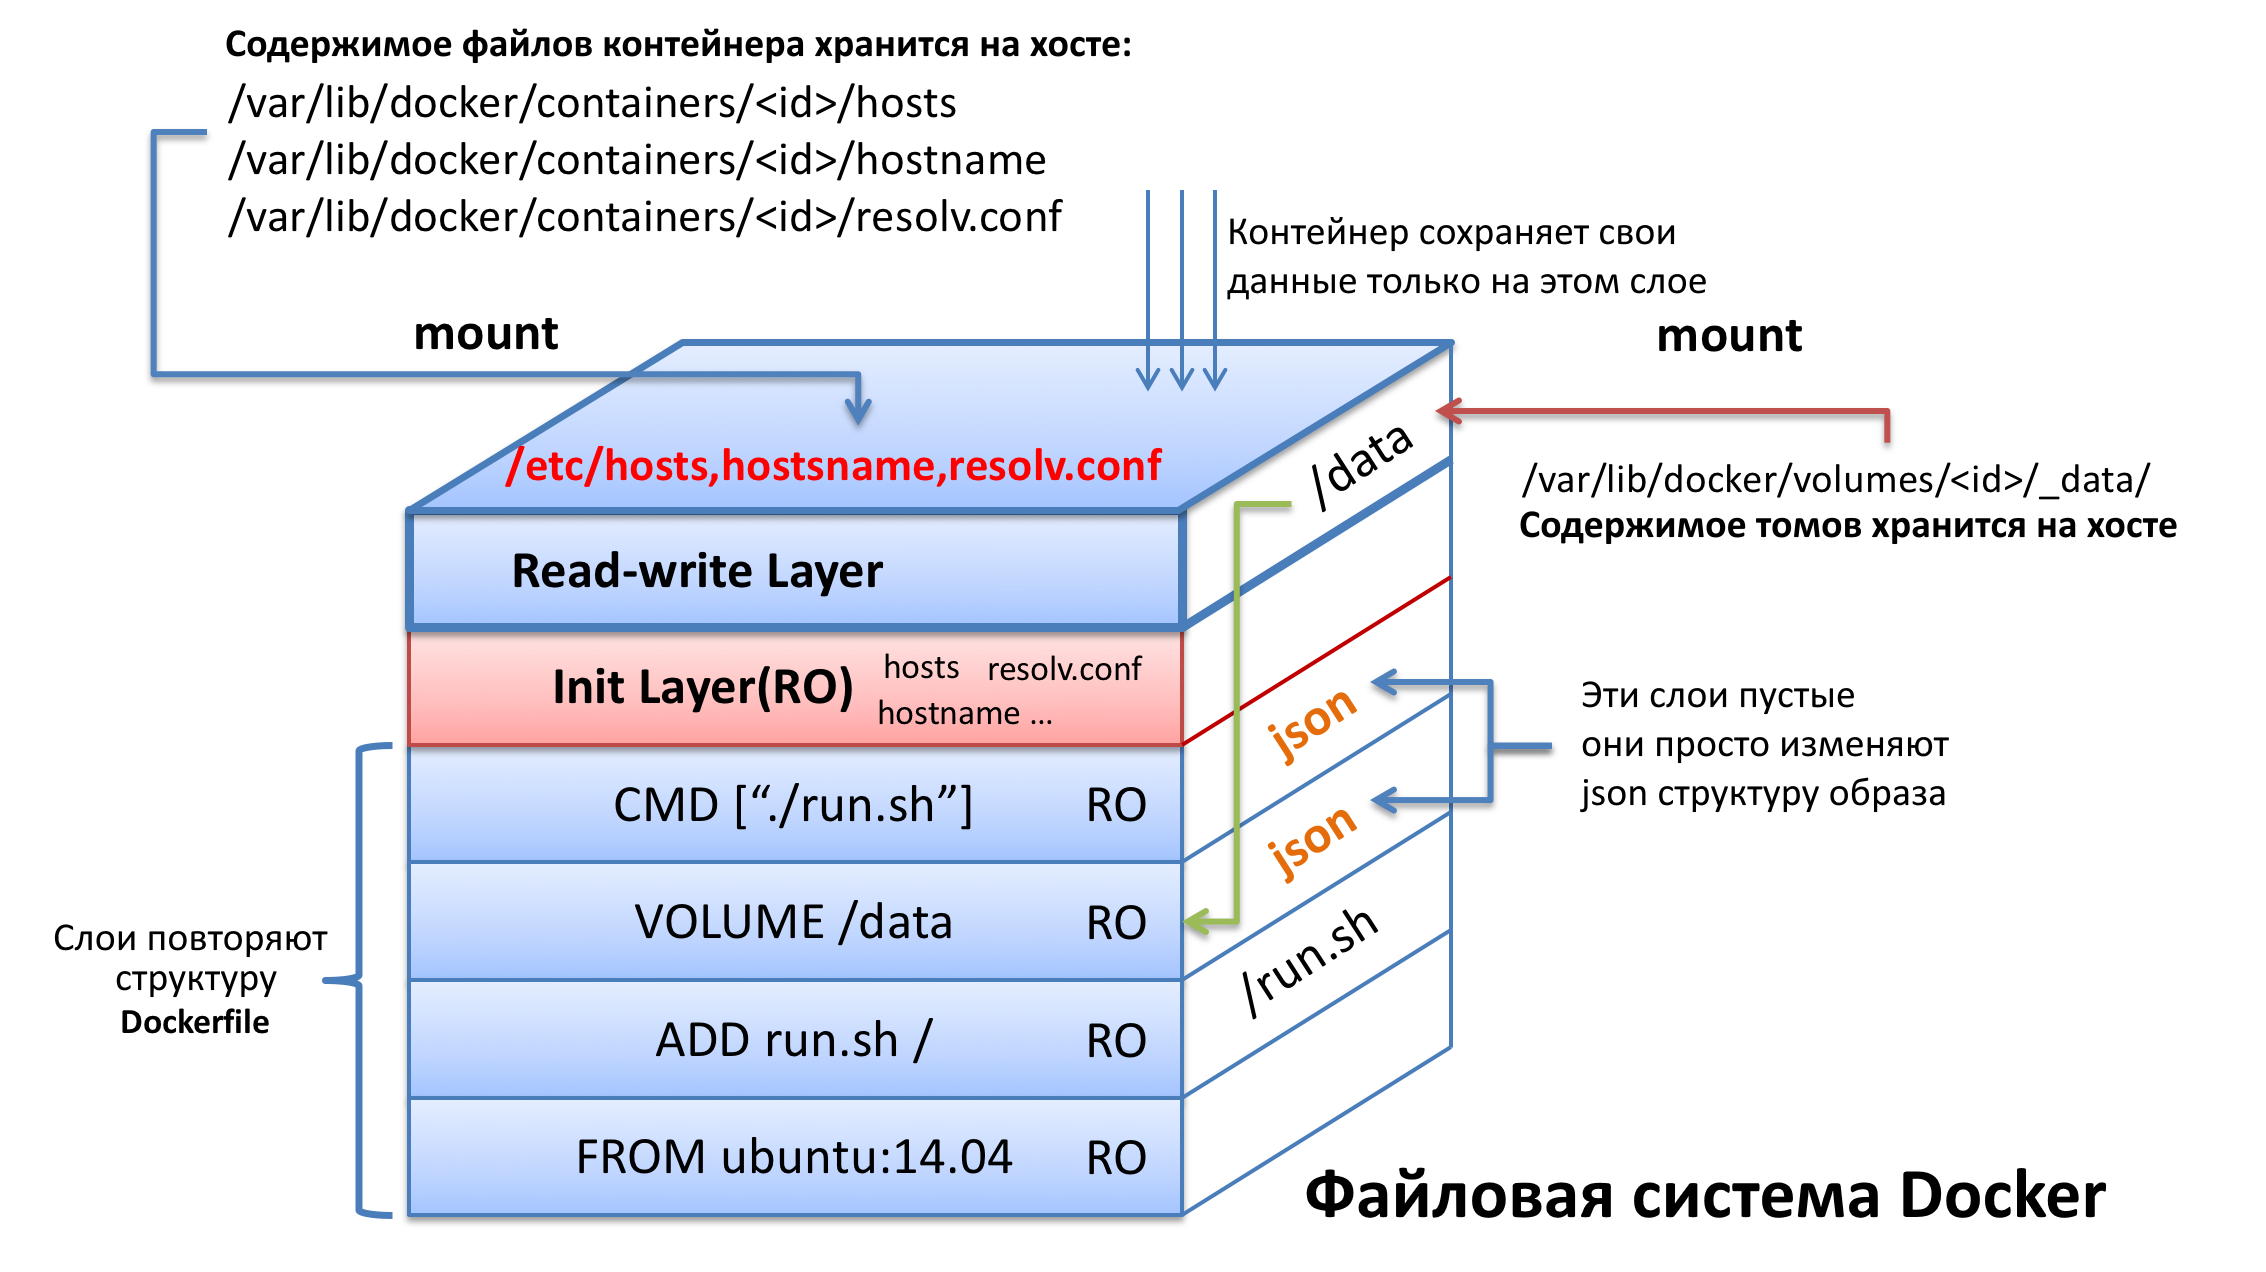 Содержимое файлов контейнера хранится на хосте:
/var/lib/docker/containers/<id>/hosts
/var/lib/docker/containers/<id>/hostname
/var/lib/docker/containers/<id>/resolv.conf
Контейнер сохраняет свои
данные только на этом слое
mount
mount
/etc/hosts,hostsname,resolv.conf
/data
/var/lib/docker/volumes/<id>/_data/
Содержимое томов хранится на хосте
Read-write Layer
Init Layer(RO)
hosts resolv.conf
hostname ...
json
json
Эти слои пустые
они просто изменяют
json структуру образа
CMD [“./run.sh”] RO
VOLUME /data RO
/run.sh
Слои повторяют
структуру
Dockerfile
ADD run.sh / RO
FROM ubuntu:14.04 RO
Файловая система Docker